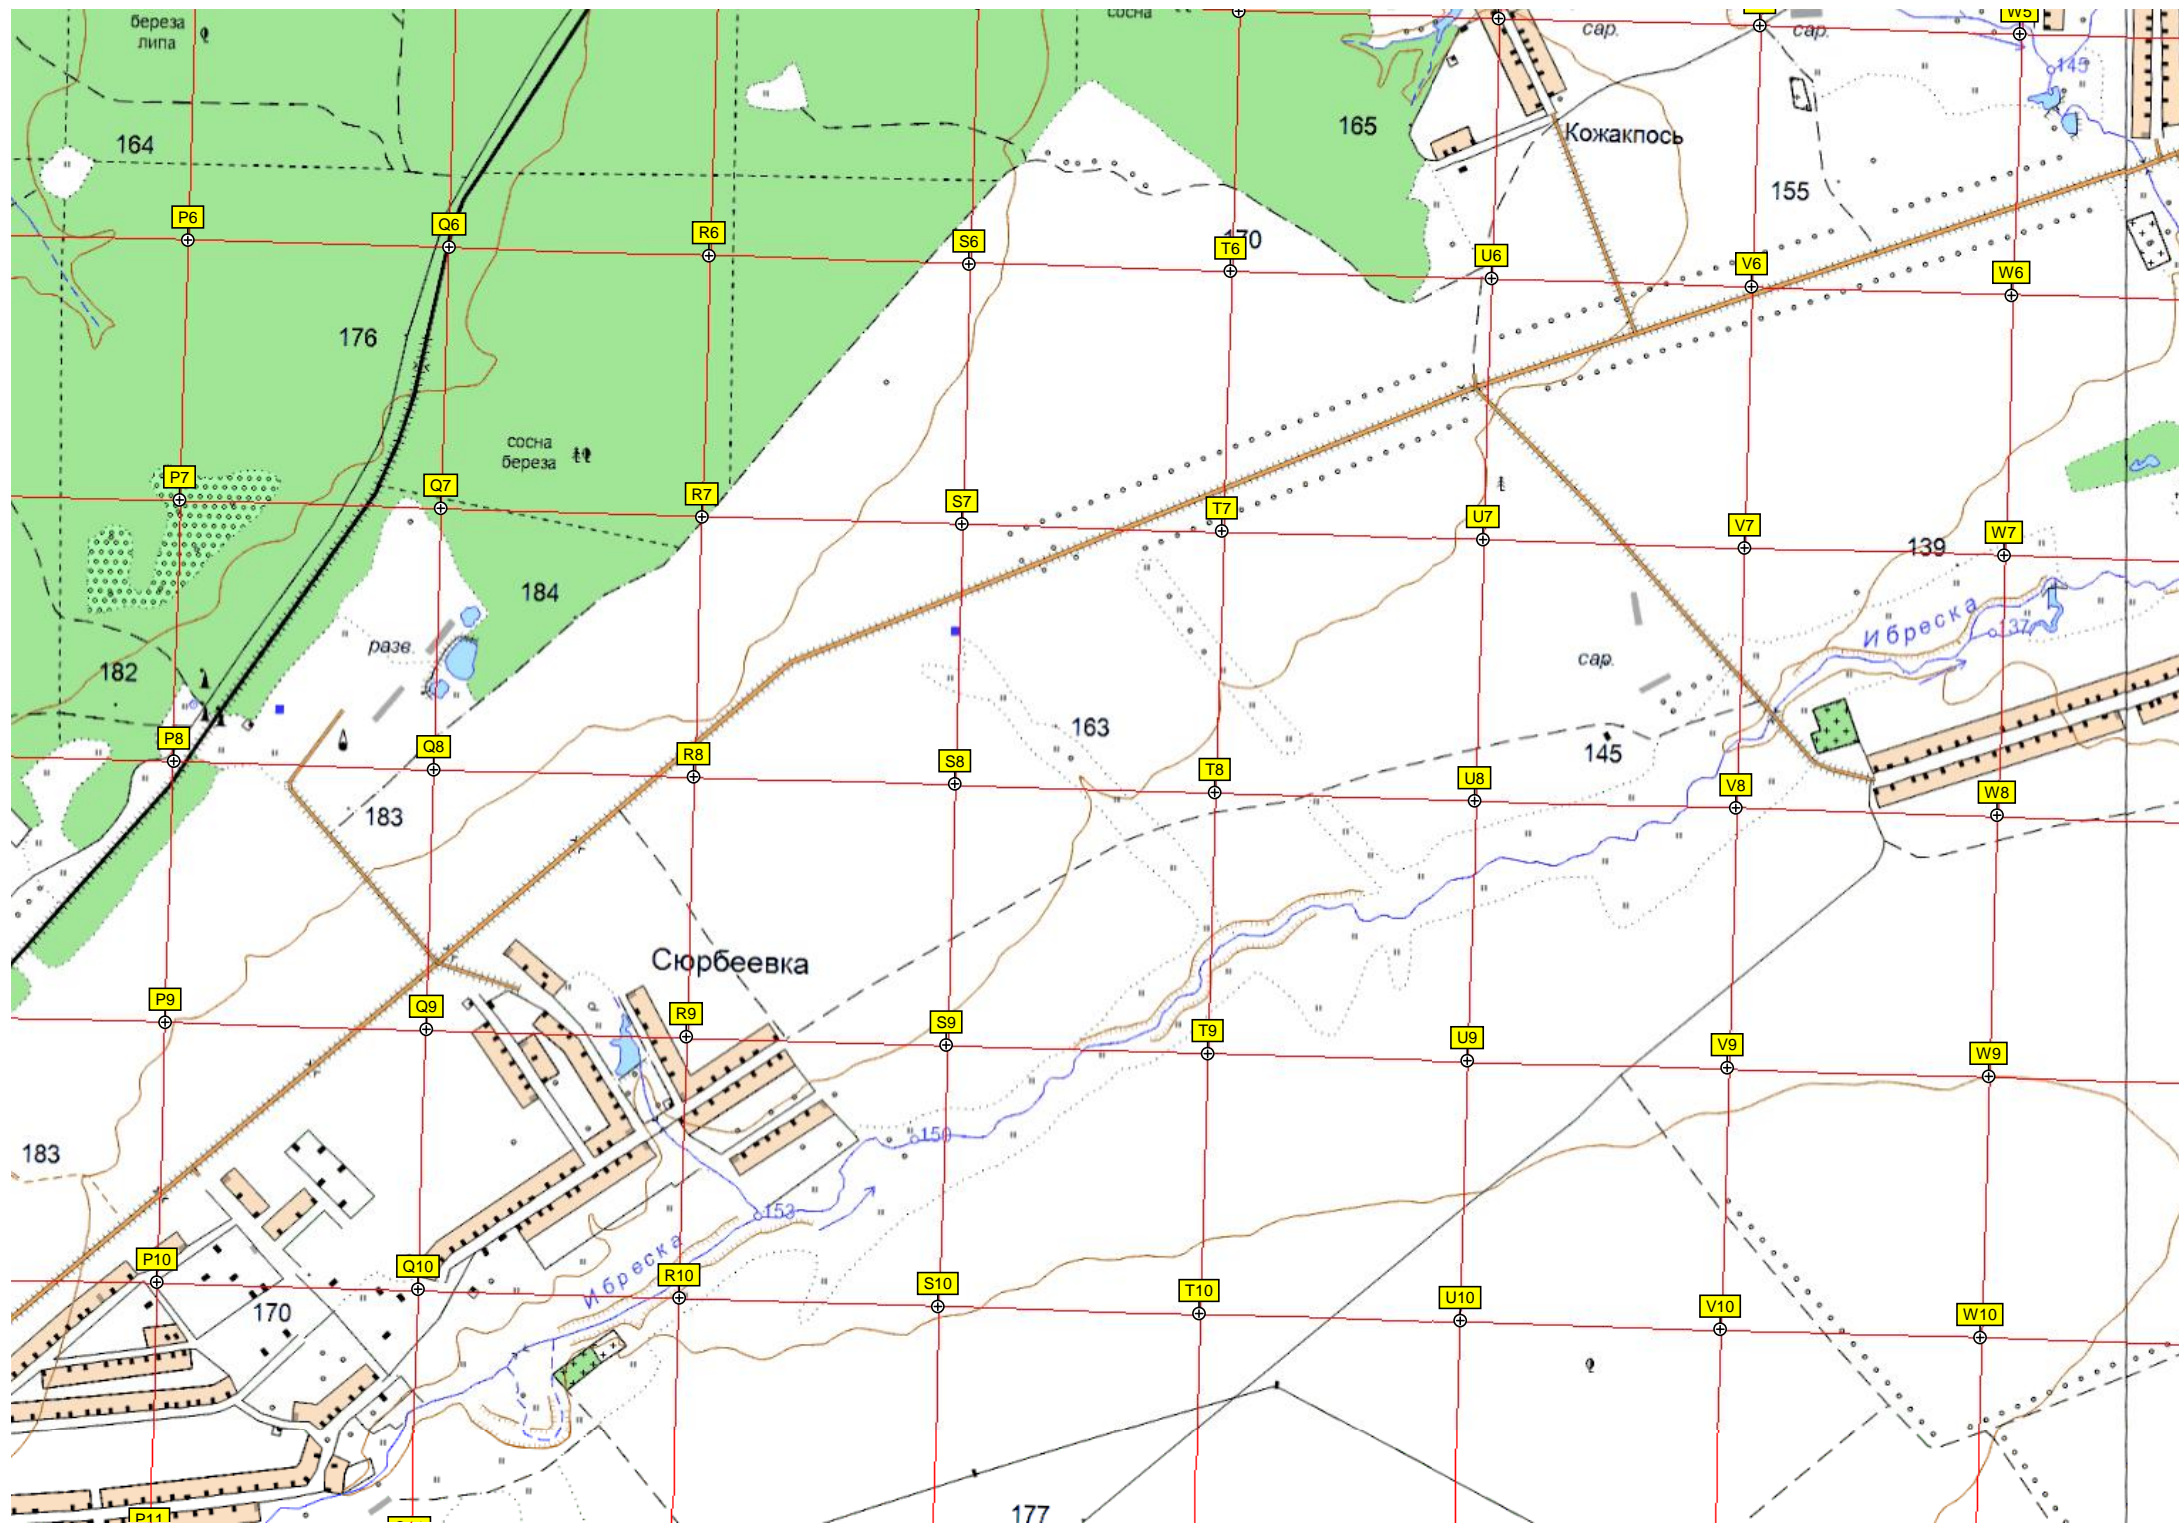 береза
липа
сосна
сар.
сар.
W5
145
164
165
Кожакпось
155
P6
Q6
R6
S6
T6
170
U6
V6
W6
176
сосна
береза
P7
Q7
R7
S7
T7
U7
V7
W7
139
184
разв.
182
Ибреска
137
сар.
163
145
P8
Q8
R8
S8
T8
U8
V8
W8
183
Сюрбеевка
P9
Q9
R9
S9
T9
U9
V9
W9
150
183
153
Ибреска
P10
Q10
R10
S10
T10
U10
V10
W10
170
177
P11